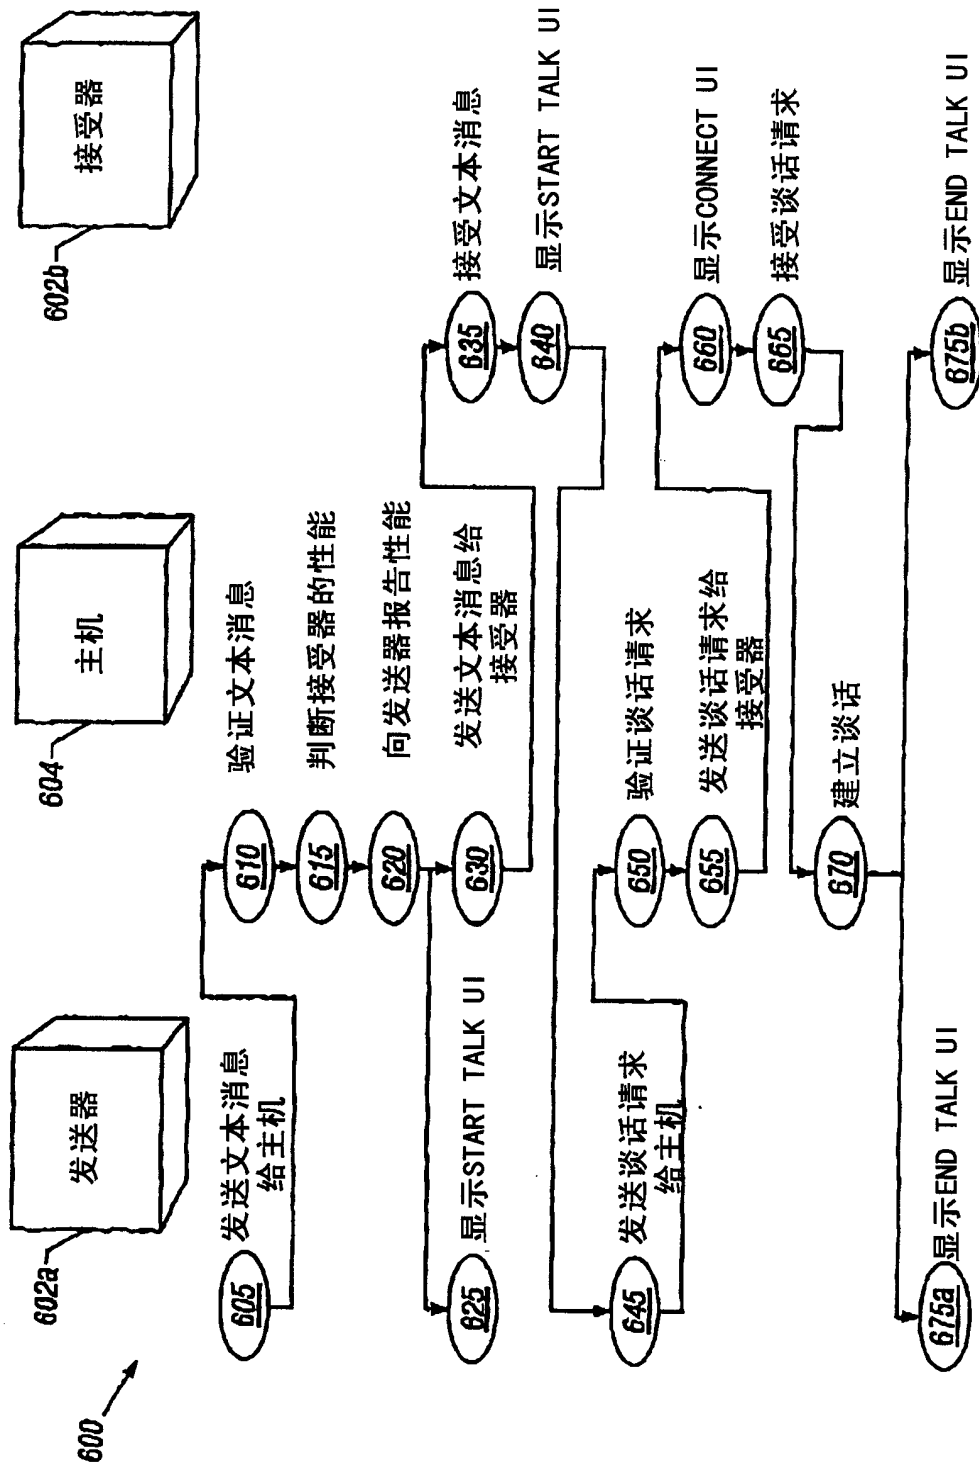 600
602a
发送器
604
主机
602b
接受器
605
发送文本消息
给主机
610
验证文本消息
615
判断接受器的性能
620
向发送器报告性能
625
显示START TALK UI
630
发送文本消息给
接受器
635
接受文本消息
640
显示START TALK UI
645
发送谈话请求
给主机
650
验证谈话请求
655
发送谈话请求给
接受器
660
显示CONNECT UI
665
接受谈话请求
670
建立谈话
675a
显示END TALK UI
675b
显示END TALK UI